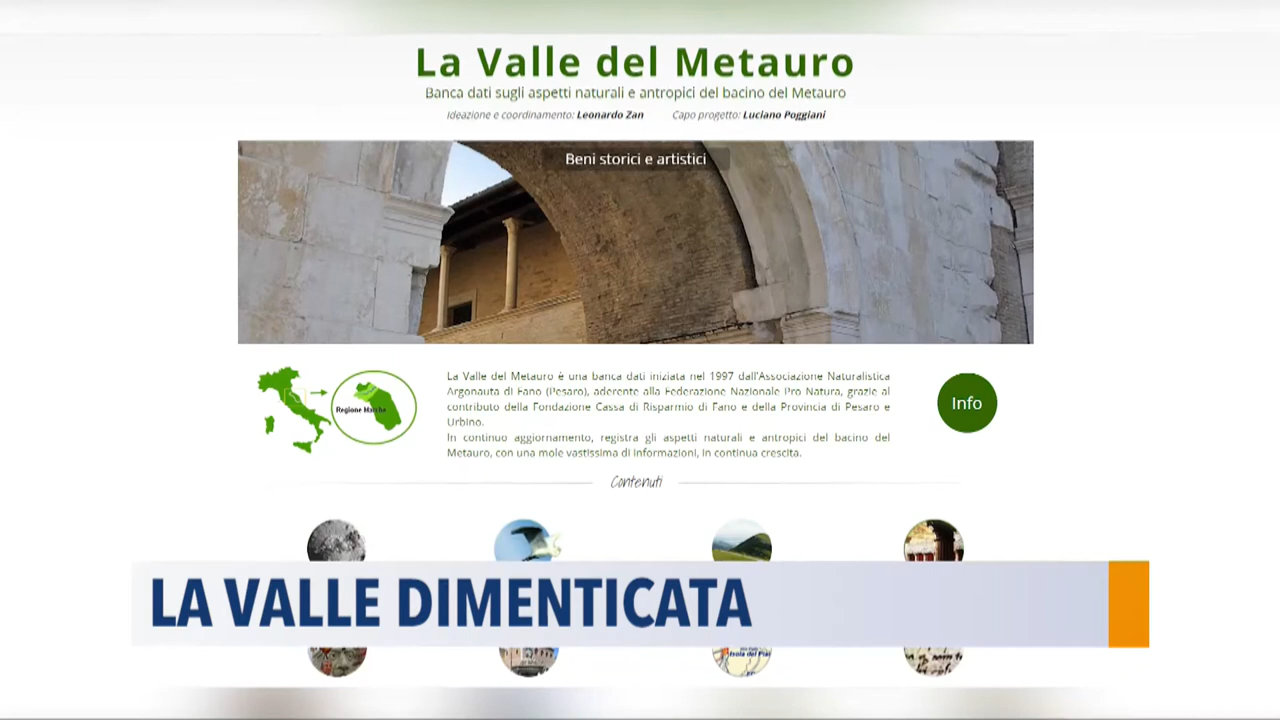 La Valle del Metauro
Banca dati sugli aspetti naturali e antropici del bacino del Metauro
Ideazione e coordinamento: Leonardo Zan Capo progetto: Luciano Poggiani
Beni storici e artistici
La Valle del Metauro è una banca dati iniziata nel 1997 dall'Associazione Naturalistica
Argonauta di Fano (Pesaro), aderente alla Federazione Nazionale Pro Natura, grazie al
contributo della Fondazione Cassa di Risparmio di Fano e della Provincia di Pesaro e
Urbino.
In continuo aggiornamento, registra gli aspetti naturali e antropici del bacino del
Metauro, con una mole vastissima di informazioni, in continua crescita.
Regione Marche
Info
Contenuti
LA VALLE DIMENTICATA